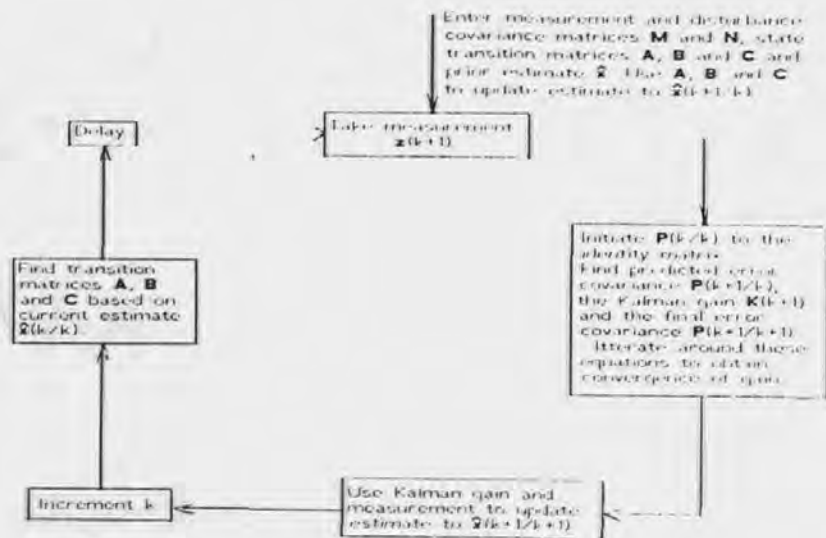 Enter measurement and disturbance
covariance matrices M and N, state
transition matrices A, B and C and
prior estimate x̂. Use A, B and C
to update estimate to x̂(k+1/k)
Take measurement
z(k+1)
Delay
Initiate P(k/k) to the
identity matrix
Find predicted error
covariance P(k+1/k),
the Kalman gain K(k+1)
and the final error
covariance P(k+1/k+1)
Itterate around these
equations to obtain
convergence of gain
Find transition
matrices A, B
and C based on
current estimate
x̂(k/k).
Use Kalman gain and
measurement to update
estimate to x̂(k+1/k+1)
Increment k